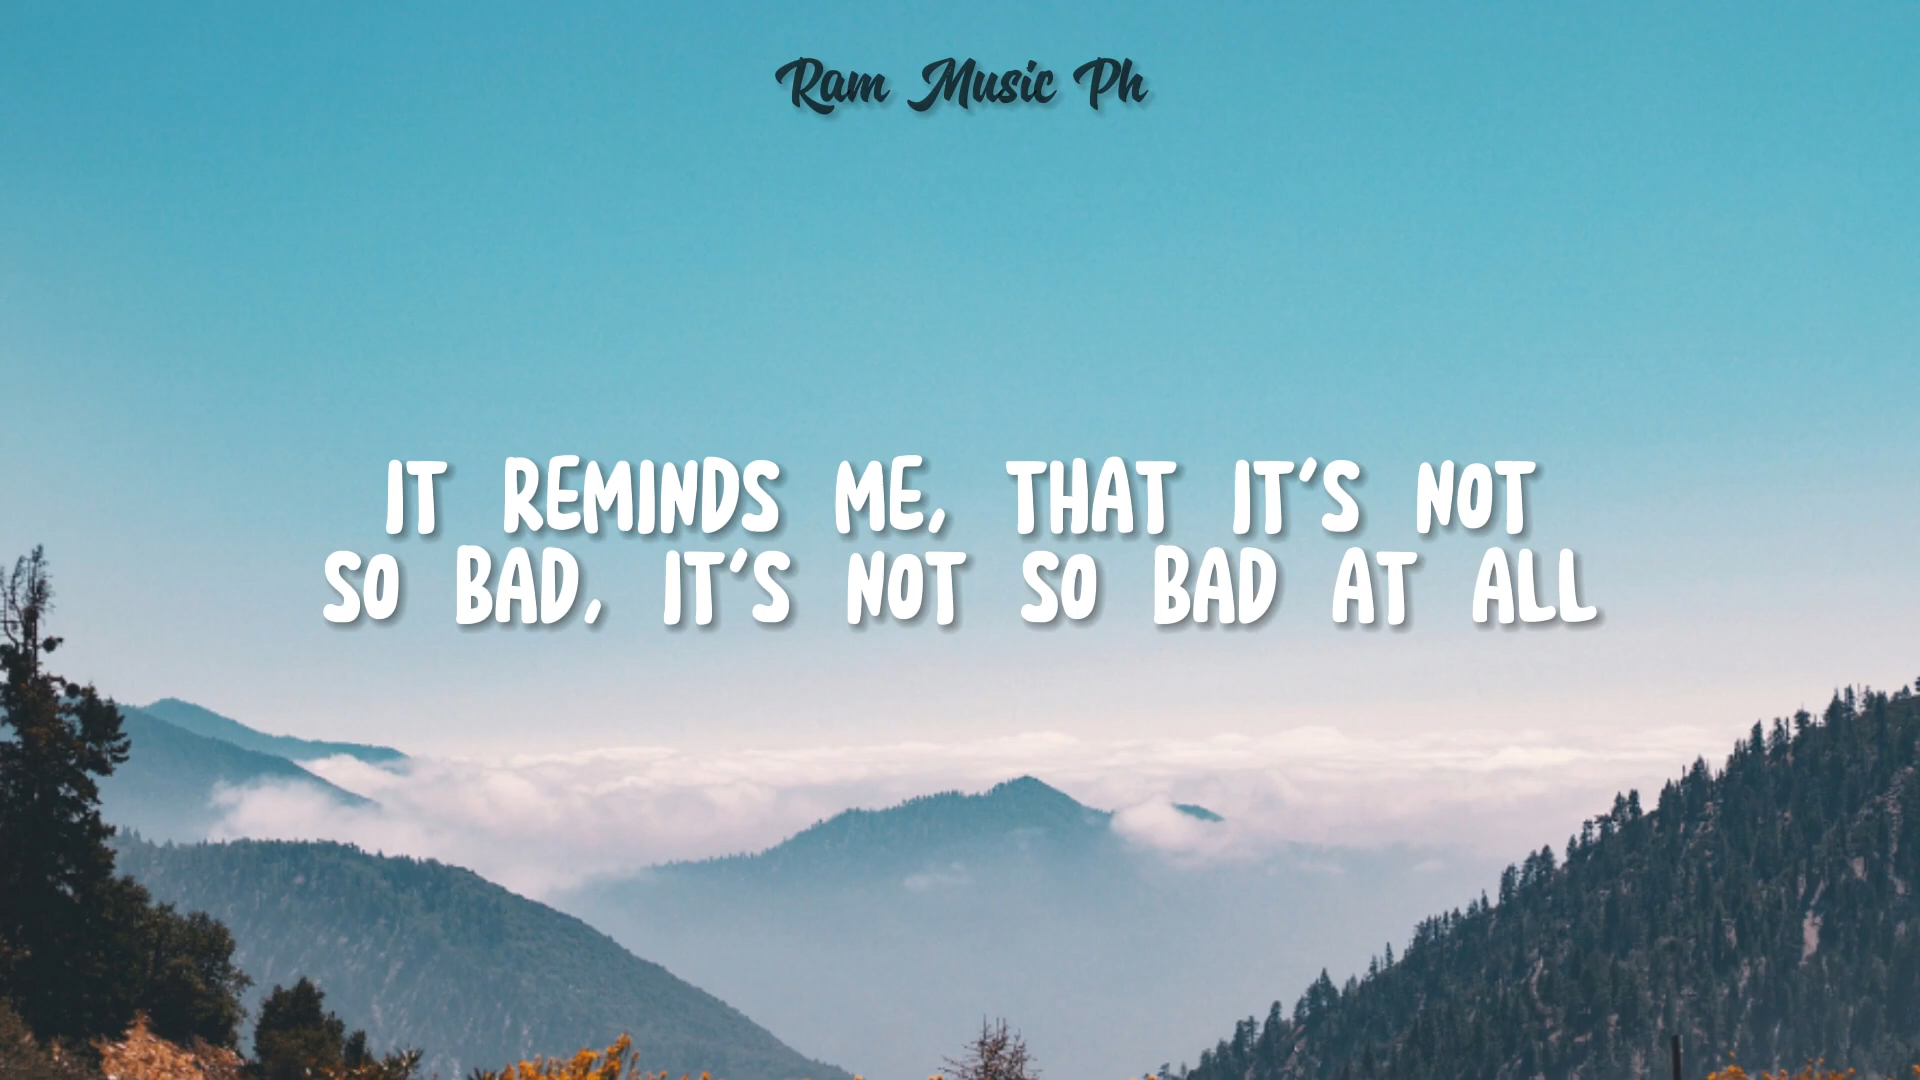 Ram Music Ph
IT REMINDS ME, THAT IT'S NOT
SO BAD, IT'S NOT SO BAD AT ALL